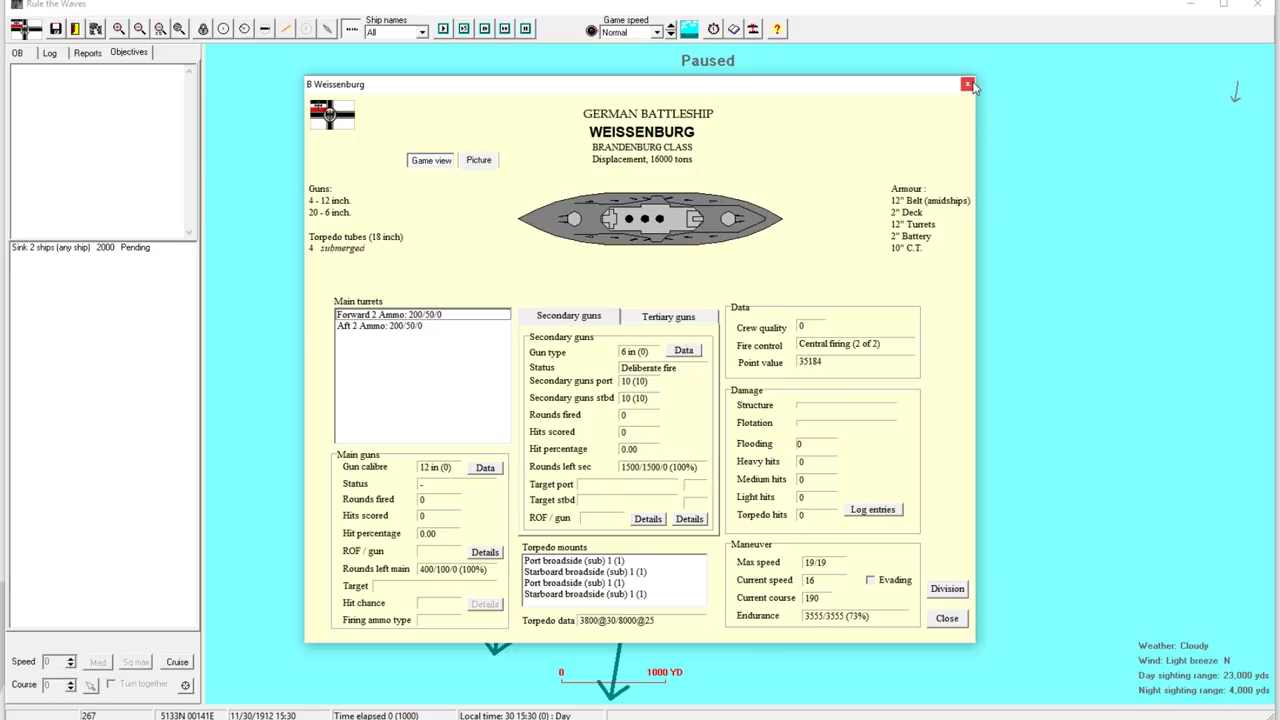 Rule the Waves
Ship names
All
Game speed
Normal
?
OB
Log
Reports
Objectives
Paused
Sink 2 ships (any ship) 2000 Pending
B Weissenburg
x
GERMAN BATTLESHIP
WEISSENBURG
BRANDENBURG CLASS
Displacement, 16000 tons
Game view
Picture
Guns:
4 - 12 inch.
20 - 6 inch.
Torpedo tubes (18 inch)
4 submerged
Armour :
12" Belt (amidships)
2" Deck
12" Turrets
2" Battery
10" C.T.
Main turrets
Forward 2 Ammo: 200/50/0
Aft 2 Ammo: 200/50/0
Main guns
Gun calibre 12 in (0) Data
Status -
Rounds fired 0
Hits scored 0
Hit percentage 0.00
ROF / gun Details
Rounds left main 400/100/0 (100%)
Target
Hit chance Details
Firing ammo type
Secondary guns
Tertiary guns
Secondary guns
Gun type 6 in (0) Data
Status Deliberate fire
Secondary guns port 10 (10)
Secondary guns stbd 10 (10)
Rounds fired 0
Hits scored 0
Hit percentage 0.00
Rounds left sec 1500/1500/0 (100%)
Target port
Target stbd
ROF / gun Details Details
Torpedo mounts
Port broadside (sub) 1 (1)
Starboard broadside (sub) 1 (1)
Port broadside (sub) 1 (1)
Starboard broadside (sub) 1 (1)
Torpedo data 3800@30/8000@25
Data
Crew quality 0
Fire control Central firing (2 of 2)
Point value 35184
Damage
Structure
Flotation
Flooding 0
Heavy hits 0
Medium hits 0
Light hits 0
Torpedo hits 0
Log entries
Maneuver
Max speed 19/19
Current speed 16
Evading
Current course 190
Endurance 3555/3555 (73%)
Division
Close
Speed 0 Med Sq max Cruise
Course 0 Turn together
0 1000 YD
Weather: Cloudy
Wind: Light breeze N
Day sighting range: 23,000 yds
Night sighting range: 4,000 yds
267 5133N 00141E 11/30/1912 15:30 Time elapsed 0 (1000) Local time: 30 15:30 (0) : Day